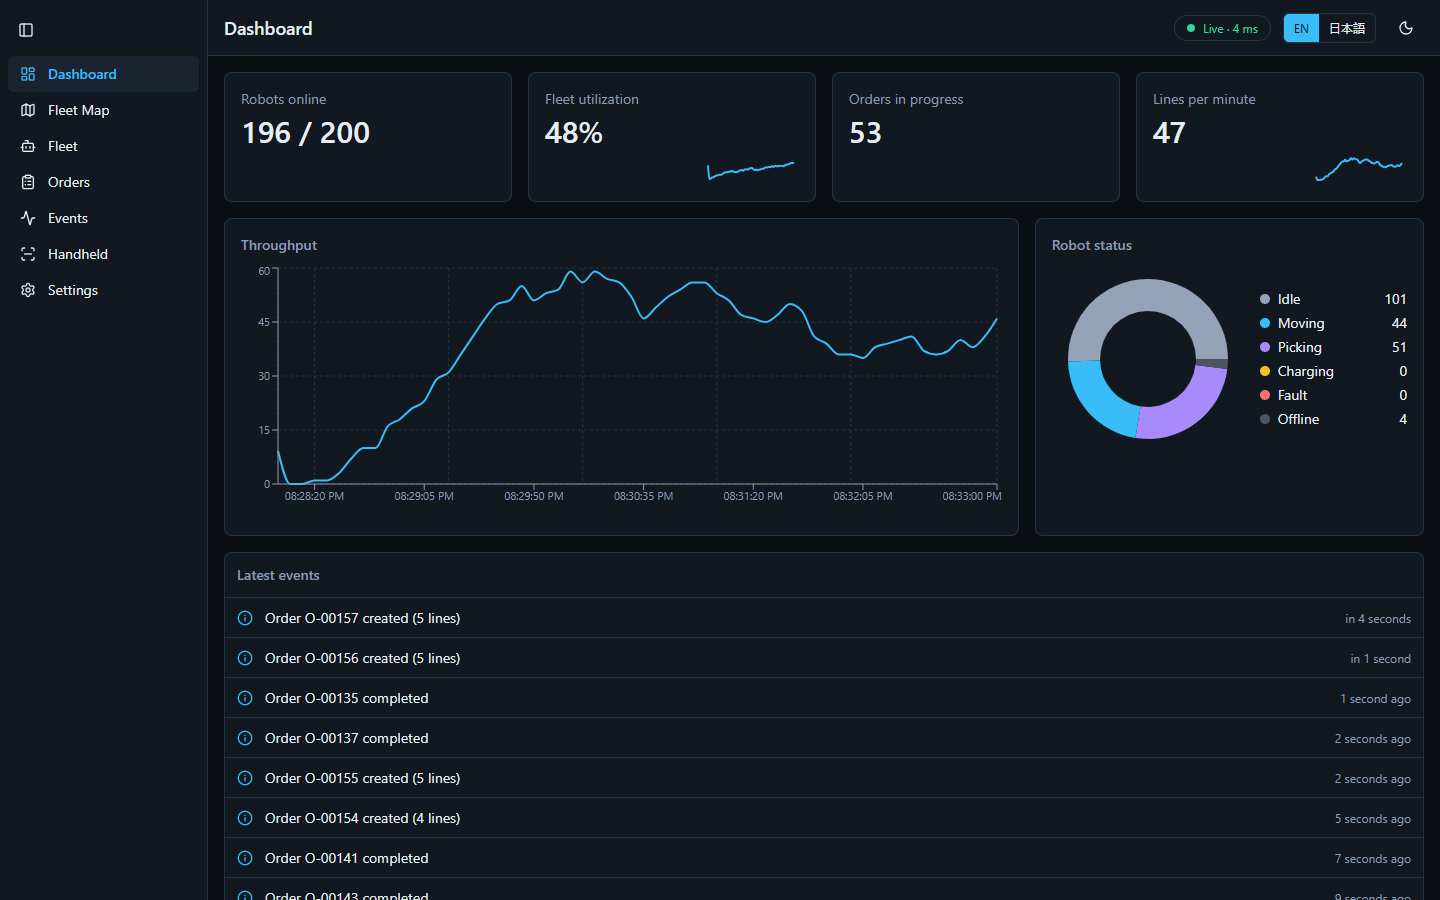 Dashboard
Live · 4 ms
EN
日本語
Dashboard
Fleet Map
Fleet
Orders
Events
Handheld
Settings
Robots online
196 / 200
Fleet utilization
48%
Orders in progress
53
Lines per minute
47
Throughput
60
45
30
15
0
08:28:20 PM
08:29:05 PM
08:29:50 PM
08:30:35 PM
08:31:20 PM
08:32:05 PM
08:33:00 PM
Robot status
Idle 101
Moving 44
Picking 51
Charging 0
Fault 0
Offline 4
Latest events
Order O-00157 created (5 lines) in 4 seconds
Order O-00156 created (5 lines) in 1 second
Order O-00135 completed 1 second ago
Order O-00137 completed 2 seconds ago
Order O-00155 created (5 lines) 2 seconds ago
Order O-00154 created (4 lines) 5 seconds ago
Order O-00141 completed 7 seconds ago
Order O-00143 completed 9 seconds ago